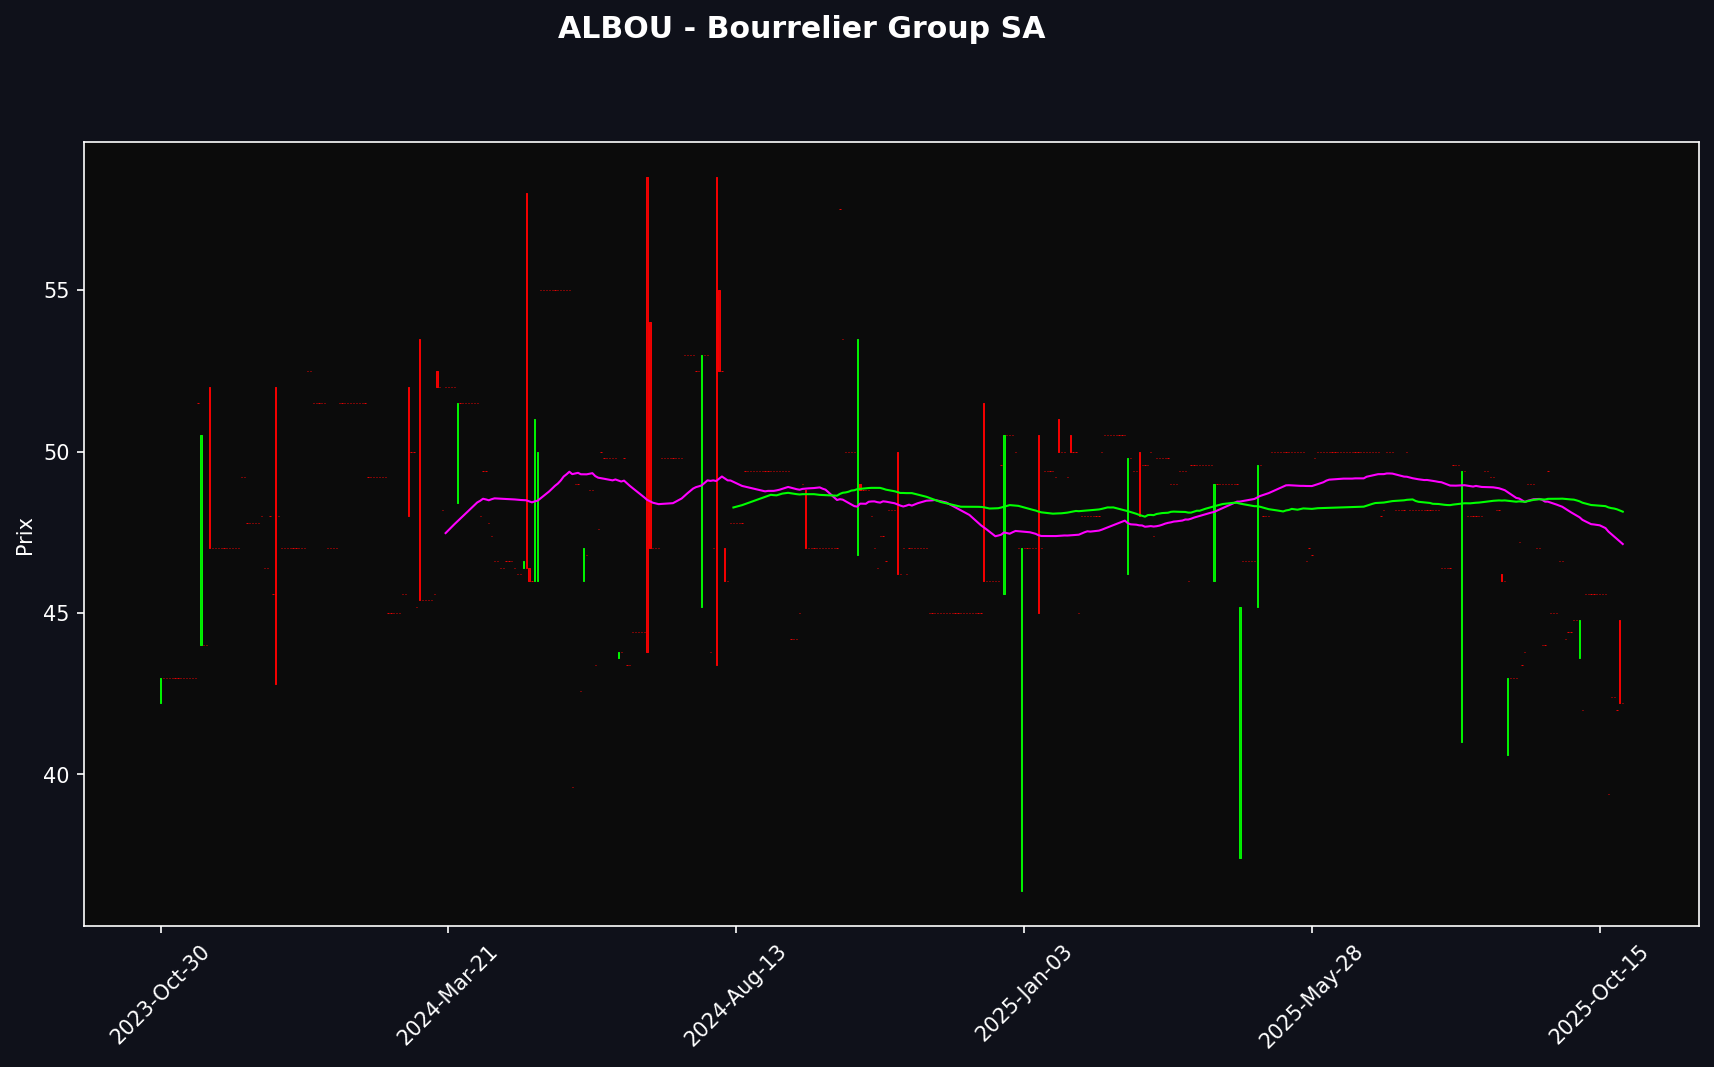 ALBOU - Bourrelier Group SA
Prix
55
50
45
40
2023-Oct-30
2024-Mar-21
2024-Aug-13
2025-Jan-03
2025-May-28
2025-Oct-15